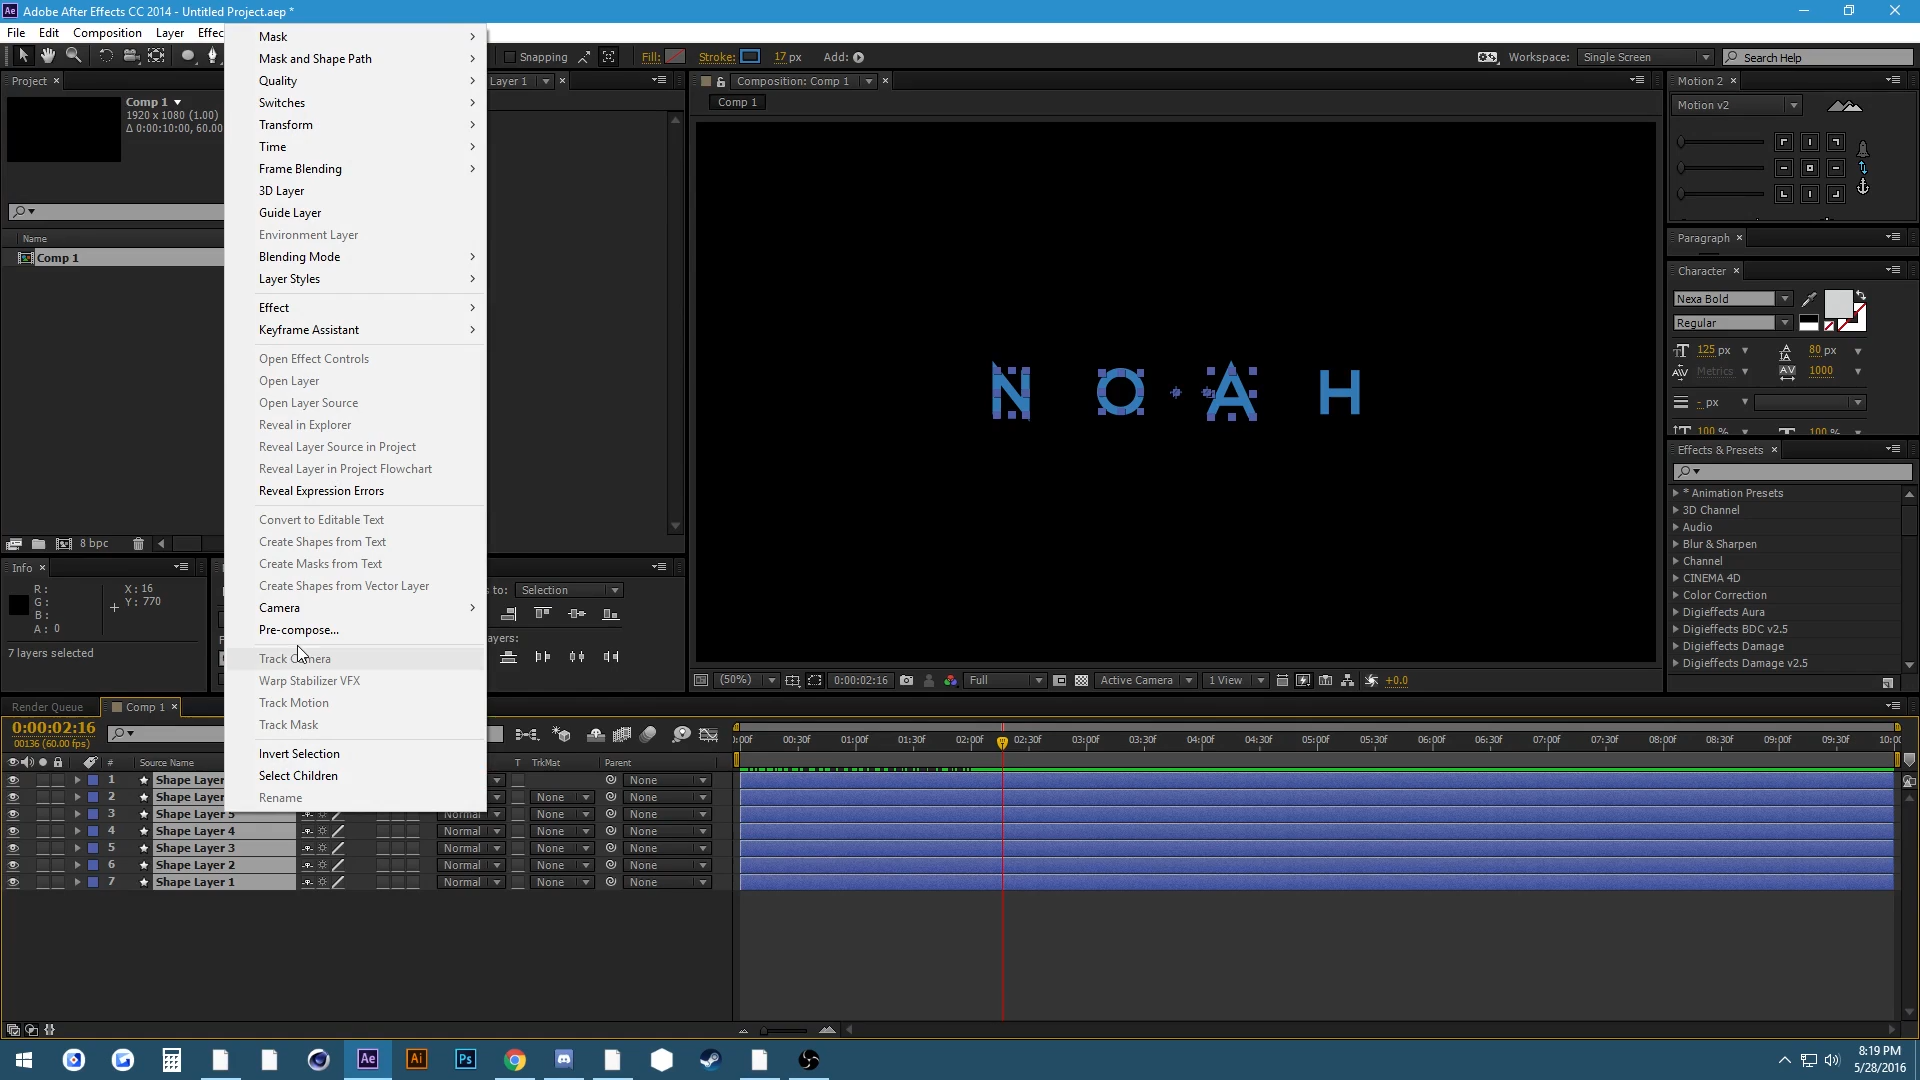 Adobe After Effects CC 2014 - Untitled Project.aep *
File Edit Composition Layer Effec
Snapping Fill: Stroke: 17 px Add: Workspace: Single Screen Search Help
Project Layer 1 Composition: Comp 1 Motion 2
Comp 1
1920 x 1080 (1.00)
Δ 0:00:10:00, 60.00
Comp 1
Motion v2
Name
Comp 1
Mask
Mask and Shape Path
Quality
Switches
Transform
Time
Frame Blending
3D Layer
Guide Layer
Environment Layer
Blending Mode
Layer Styles
Effect
Keyframe Assistant
Open Effect Controls
Open Layer
Open Layer Source
Reveal in Explorer
Reveal Layer Source in Project
Reveal Layer in Project Flowchart
Reveal Expression Errors
Convert to Editable Text
Create Shapes from Text
Create Masks from Text
Create Shapes from Vector Layer
Camera
Pre-compose...
Track Camera
Warp Stabilizer VFX
Track Motion
Track Mask
Invert Selection
Select Children
Rename
N O A H
Paragraph
Character
Nexa Bold
Regular
125 px 80 px
Metrics 1000
- px
100 % 100 %
Effects & Presets
* Animation Presets
3D Channel
Audio
Blur & Sharpen
Channel
CINEMA 4D
Color Correction
Digieffects Aura
Digieffects BDC v2.5
Digieffects Damage
Digieffects Damage v2.5
8 bpc
Info
R:
G:
B:
A: 0
X: 16
Y: 770
7 layers selected
to: Selection
ayers:
(50%) 0:00:02:16 Full Active Camera 1 View +0.0
Render Queue Comp 1
0:00:02:16
00136 (60.00 fps)
# Source Name T TrkMat Parent
:00f 00:30f 01:00f 01:30f 02:00f 02:30f 03:00f 03:30f 04:00f 04:30f 05:00f 05:30f 06:00f 06:30f 07:00f 07:30f 08:00f 08:30f 09:00f 09:30f 10:00
1 Shape Layer None
2 Shape Layer None None
3 Shape Layer 5 Normal None None
4 Shape Layer 4 Normal None None
5 Shape Layer 3 Normal None None
6 Shape Layer 2 Normal None None
7 Shape Layer 1 Normal None None
Ae Ai Ps
8:19 PM
5/28/2016